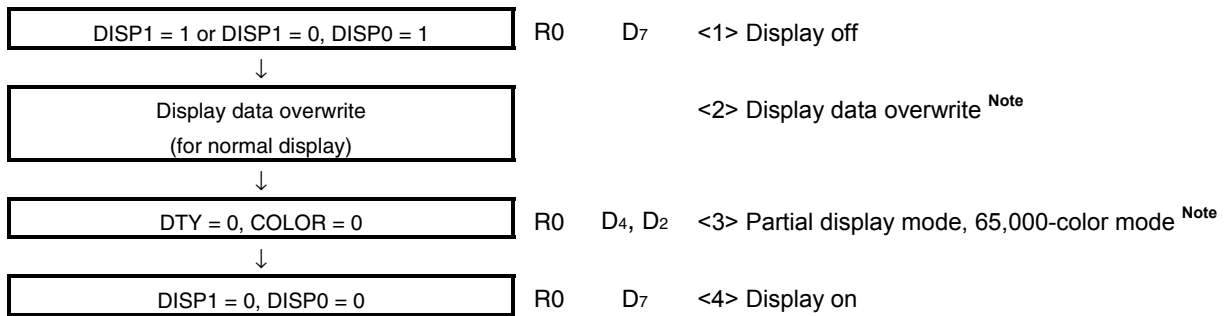 DISP1 = 1 or DISP1 = 0, DISP0 = 1 R0 D7 <1> Display off
↓
Display data overwrite <2> Display data overwrite Note
(for normal display)
↓
DTY = 0, COLOR = 0 R0 D4, D2 <3> Partial display mode, 65,000-color mode Note
↓
DISP1 = 0, DISP0 = 0 R0 D7 <4> Display on